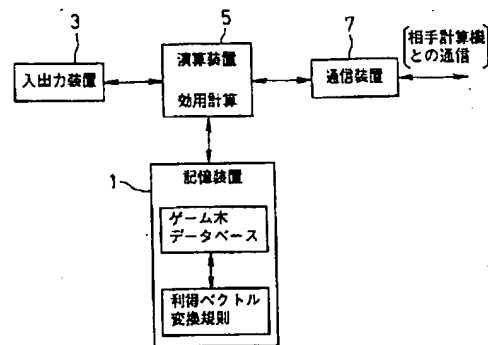 3
5
7
入出力装置
演算装置
効用計算
通信装置
相手計算機
との通信
1
記憶装置
ゲーム木
データベース
利得ベクトル
変換規則